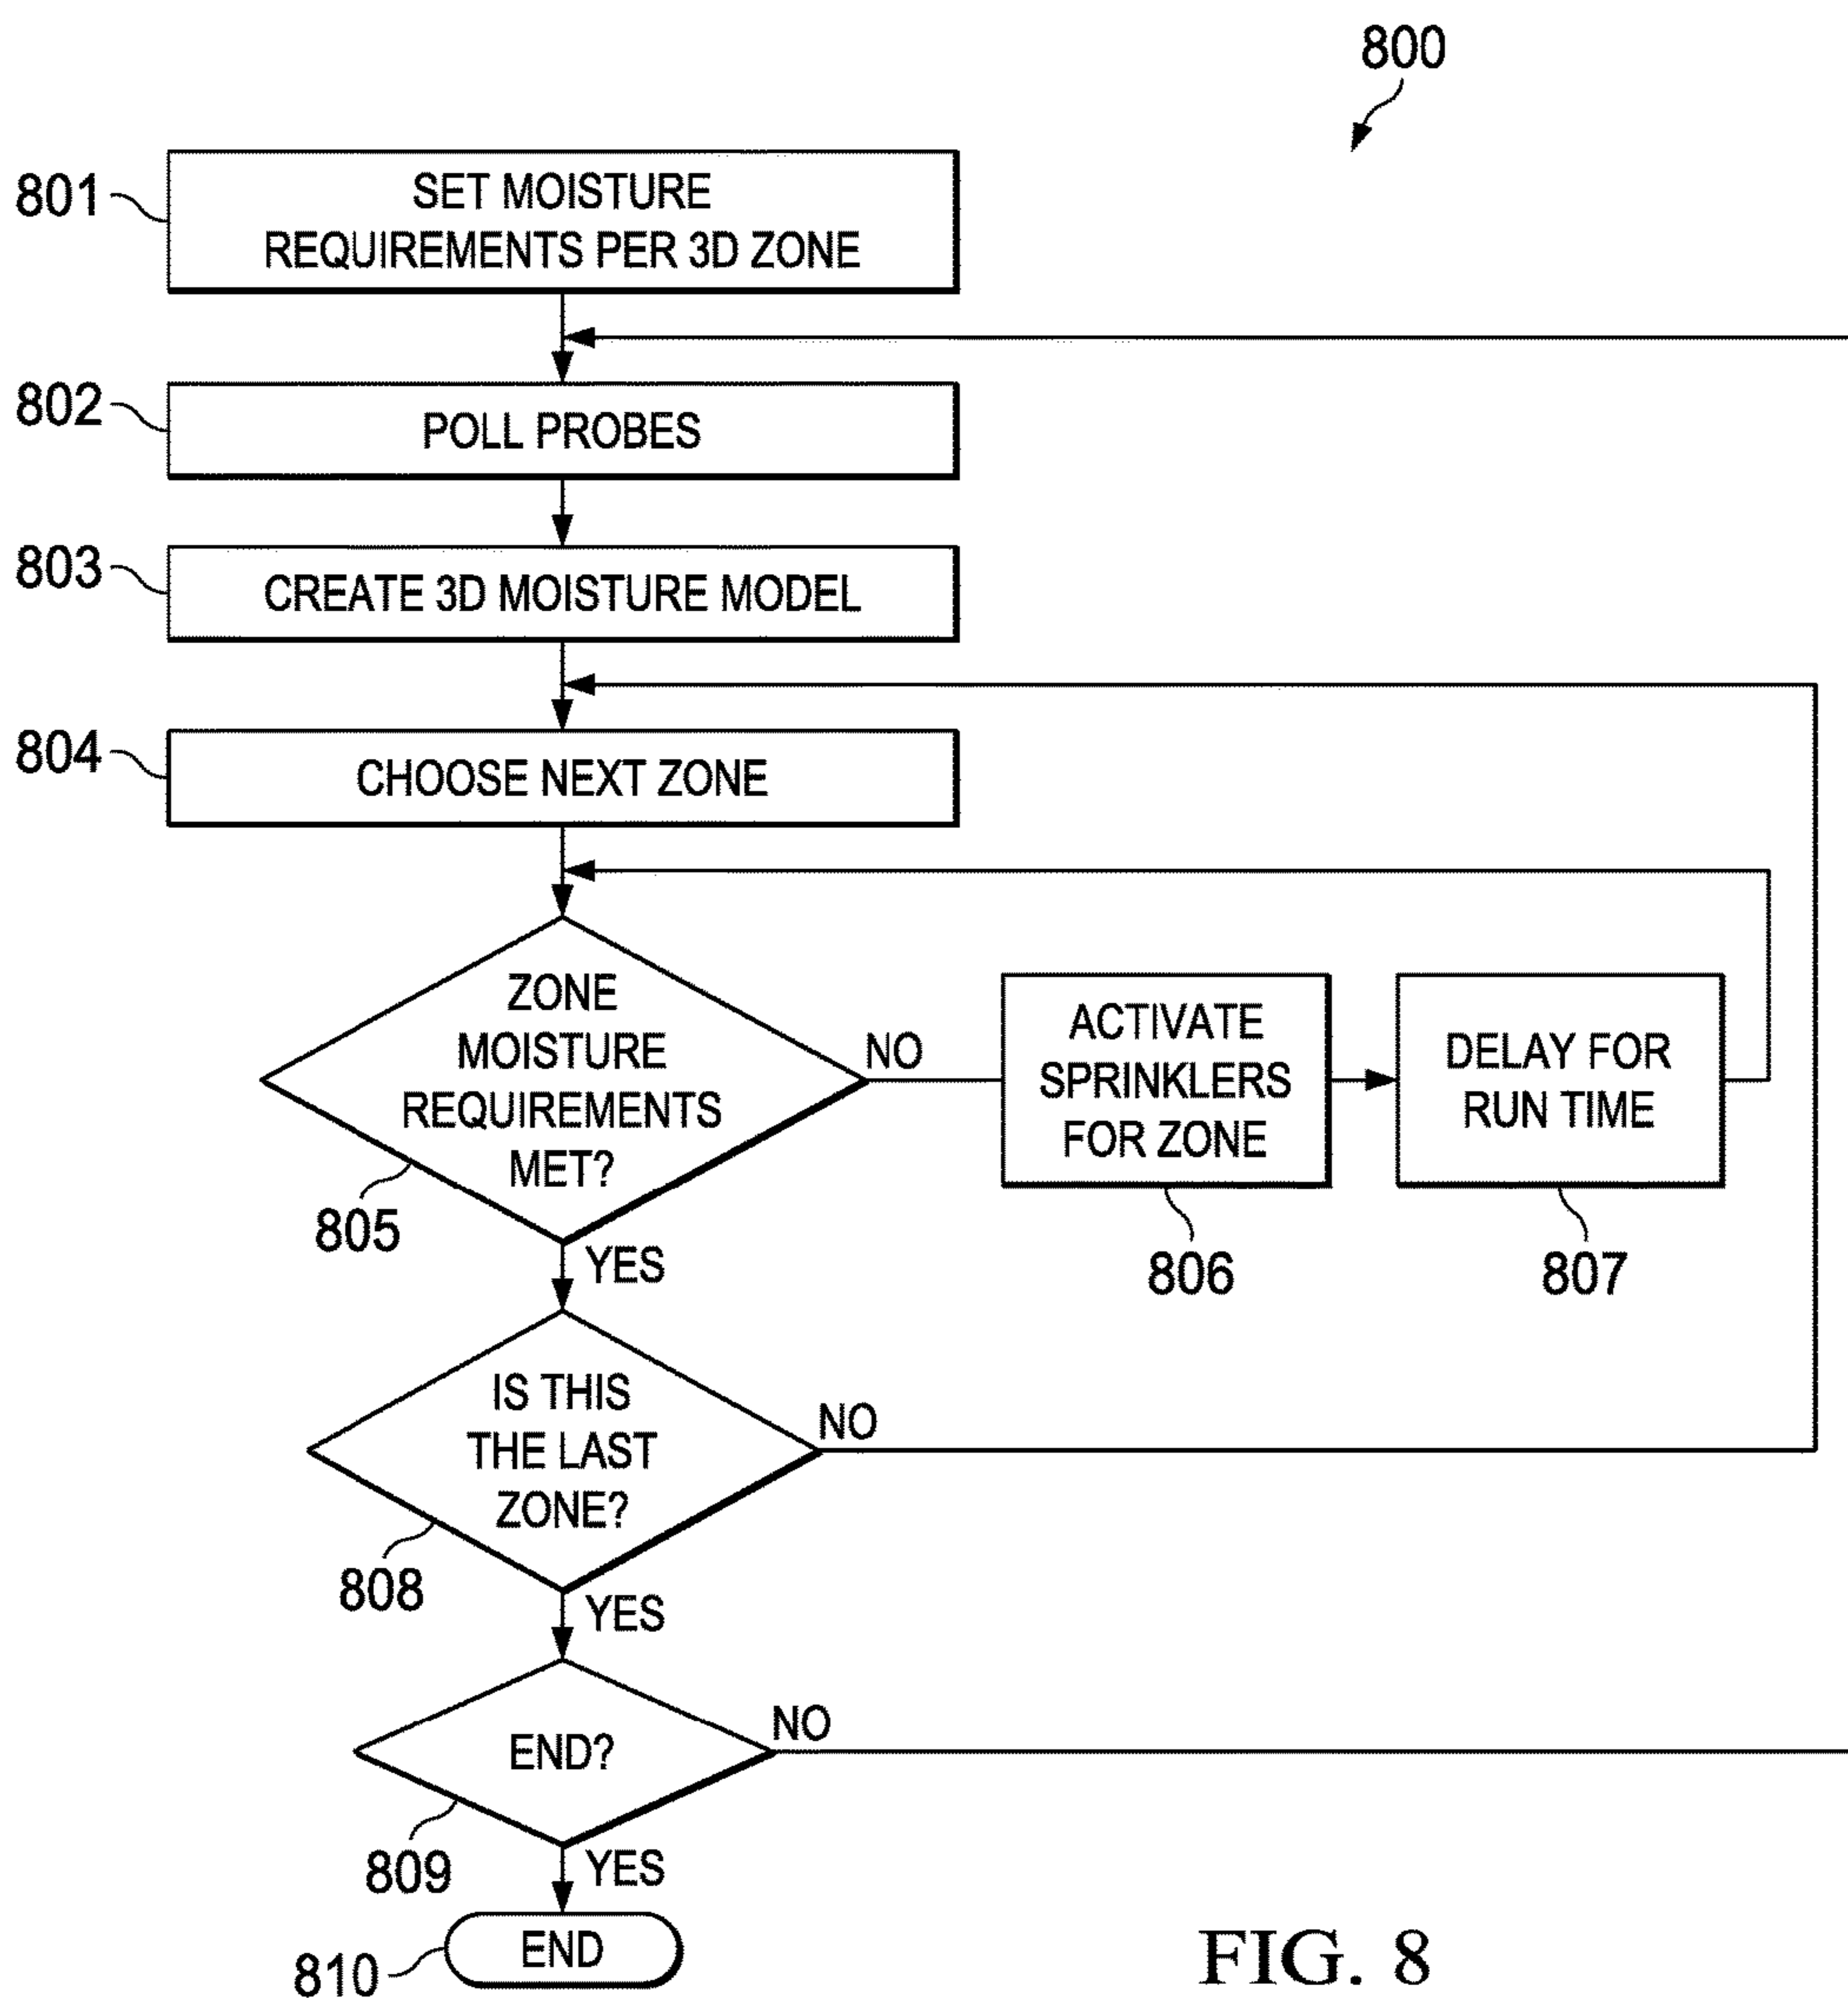 800
801
SET MOISTURE
REQUIREMENTS PER 3D ZONE
802
POLL PROBES
803
CREATE 3D MOISTURE MODEL
804
CHOOSE NEXT ZONE
ZONE
MOISTURE
REQUIREMENTS
MET?
805
NO
ACTIVATE
SPRINKLERS
FOR ZONE
806
DELAY FOR
RUN TIME
807
YES
IS THIS
THE LAST
ZONE?
808
NO
YES
END?
809
NO
YES
END
810
FIG. 8